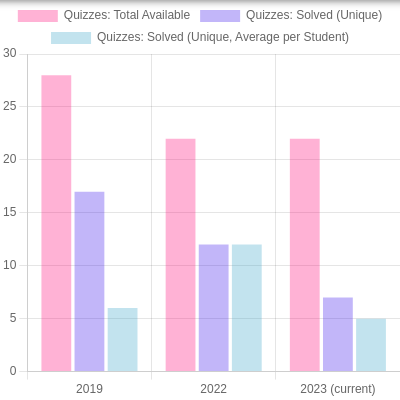 Quizzes: Total Available Quizzes: Solved (Unique)
Quizzes: Solved (Unique, Average per Student)
30
25
20
15
10
5
0
2019 2022 2023 (current)